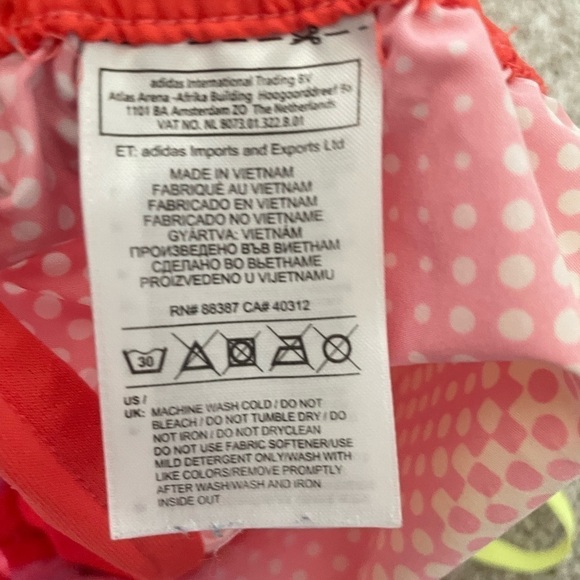 adidas International Trading BV
Atlas Arena -Afrika Building Hoogoorddreef 9a
1101 BA Amsterdam ZO The Netherlands
VAT NO. NL 8073.01.322.B.01
ET: adidas Imports and Exports Ltd
MADE IN VIETNAM
FABRIQUÉ AU VIETNAM
FABRICADO EN VIETNAM
FABRICADO NO VIETNAME
GYÁRTVA: VIETNÁM
ПРОИЗВЕДЕНО ВЪВ ВИЕТНАМ
СДЕЛАНО ВО ВЬЕТНАМЕ
PROIZVEDENO U VIJETNAMU
RN# 88387 CA# 40312
30
US /
UK: MACHINE WASH COLD / DO NOT
BLEACH / DO NOT TUMBLE DRY / DO
NOT IRON / DO NOT DRYCLEAN
DO NOT USE FABRIC SOFTENER/USE
MILD DETERGENT ONLY/WASH WITH
LIKE COLORS/REMOVE PROMPTLY
AFTER WASH/WASH AND IRON
INSIDE OUT